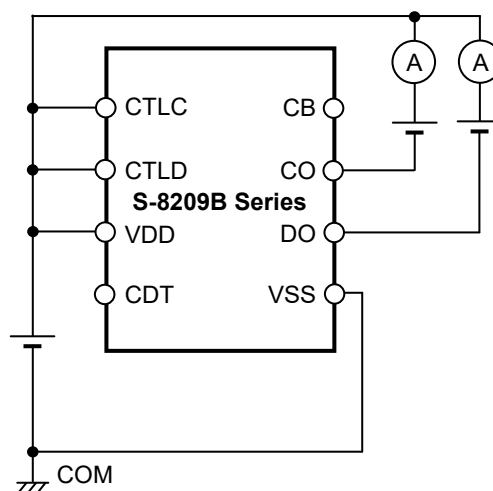 A A
CTLC CB
CTLD CO
S-8209B Series
VDD DO
CDT VSS
COM